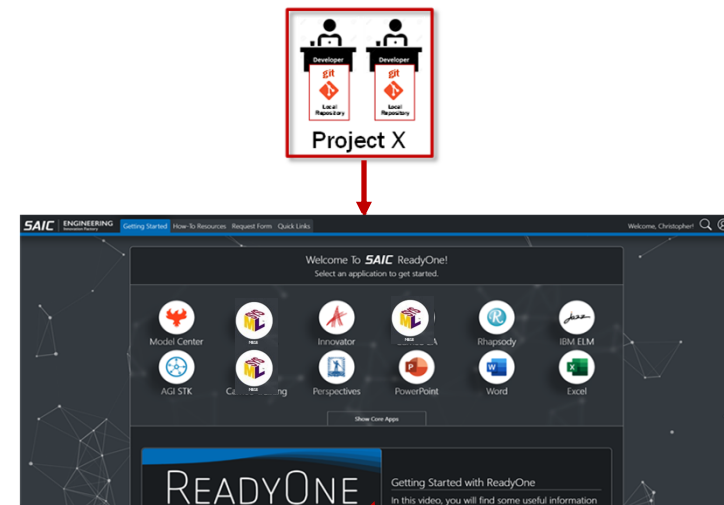 Developer Developer
git git
Local Local
Repository Repository
Project X
SAIC ENGINEERING Getting Started How-To Resources Request Form Quick Links Welcome, Christopher!
Innovation Factory
Welcome To SAIC ReadyOne!
Select an application to get started.
Model Center Innovator Rhapsody IBM ELM
AGI STK Perspectives PowerPoint Word Excel
Show Core Apps
READYONE
Getting Started with ReadyOne
In this video, you will find some useful information